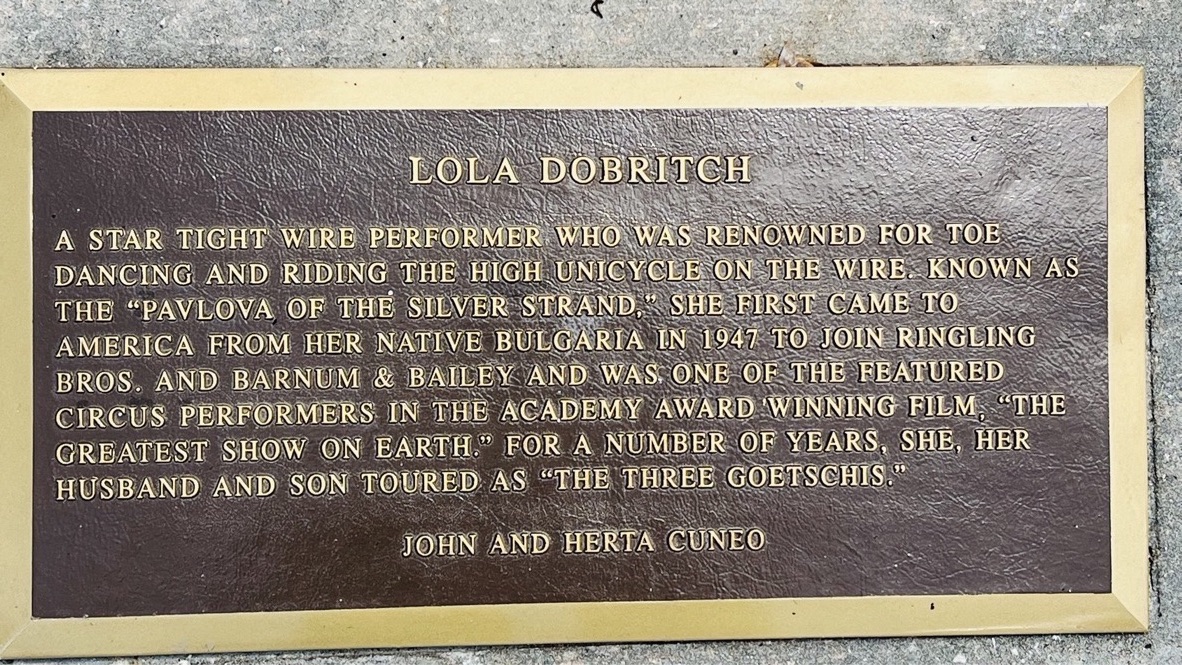 LOLA DOBRITCH
A STAR TIGHT WIRE PERFORMER WHO WAS RENOWNED FOR TOE
DANCING AND RIDING THE HIGH UNICYCLE ON THE WIRE. KNOWN AS
THE “PAVLOVA OF THE SILVER STRAND,” SHE FIRST CAME TO
AMERICA FROM HER NATIVE BULGARIA IN 1947 TO JOIN RINGLING
BROS. AND BARNUM & BAILEY AND WAS ONE OF THE FEATURED
CIRCUS PERFORMERS IN THE ACADEMY AWARD WINNING FILM, “THE
GREATEST SHOW ON EARTH.” FOR A NUMBER OF YEARS, SHE, HER
HUSBAND AND SON TOURED AS “THE THREE GOETSCHIS.”
JOHN AND HERTA CUNEO